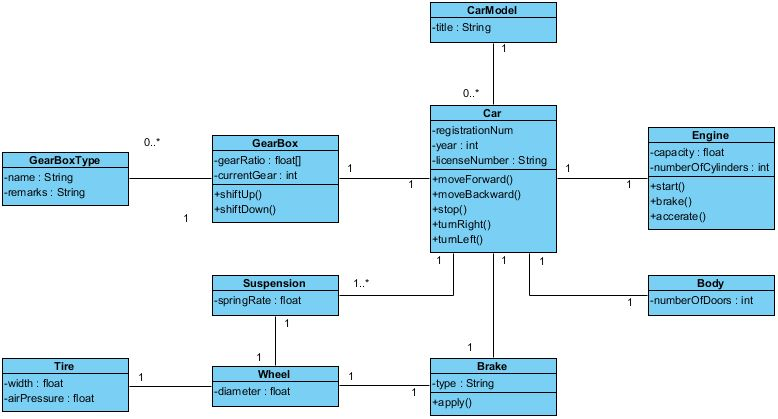 CarModel
-title : String
1
0..*
Car
-registrationNum
-year : int
-licenseNumber : String
+moveForward()
+moveBackward()
+stop()
+turnRight()
+turnLeft()
GearBoxType
-name : String
-remarks : String
0..*
1
GearBox
-gearRatio : float[]
-currentGear : int
+shiftUp()
+shiftDown()
1
1
Engine
-capacity : float
-numberOfCylinders : int
+start()
+brake()
+accerate()
1
1
Suspension
-springRate : float
1..*
1
1
1
Body
-numberOfDoors : int
1
1
1
Tire
-width : float
-airPressure : float
1
Wheel
-diameter : float
1
1
1
Brake
-type : String
+apply()
1
1